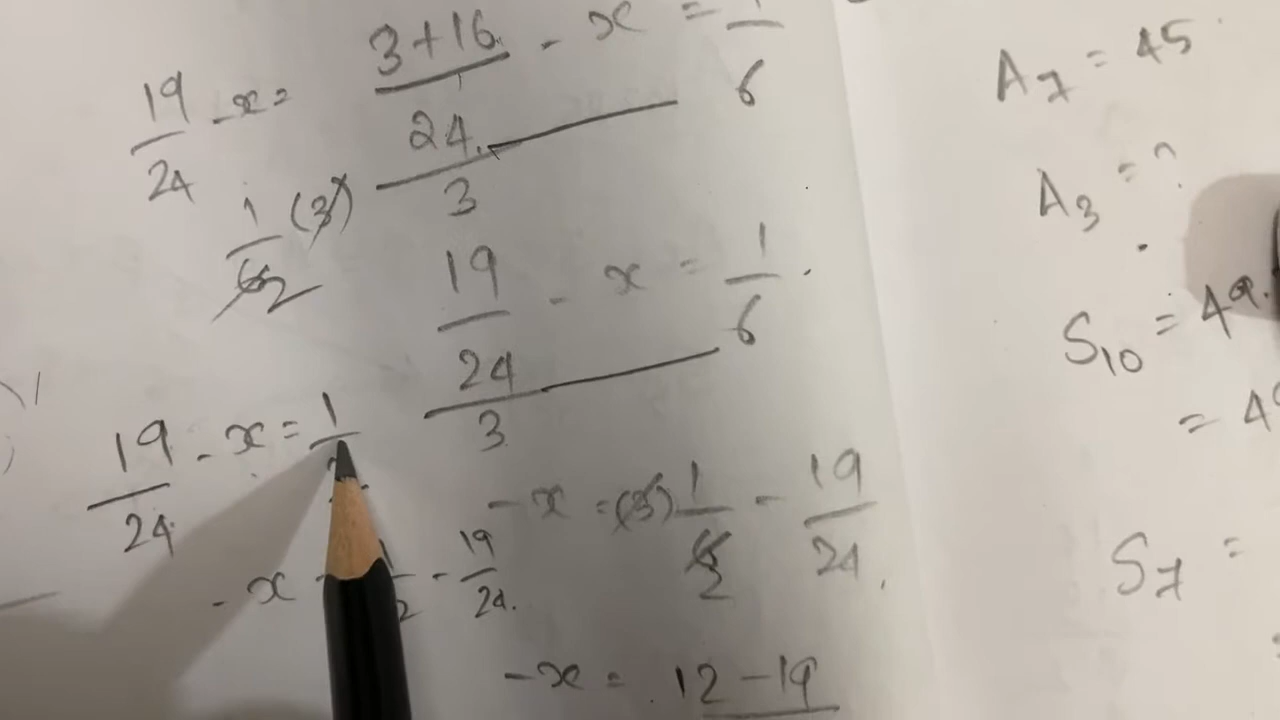 3+16 - x = 1
24 6
3
19 - x =
24
1 (3)
6 2
19 - x = 1
24 6
3
19 - x = 1
24
-x = (3) 1 - 19
6 24
2
-x 1 - 19
2 24.
-x = 12-19
A7 = 45
A3 = ?
S10 = 49.
= 4
S7 =